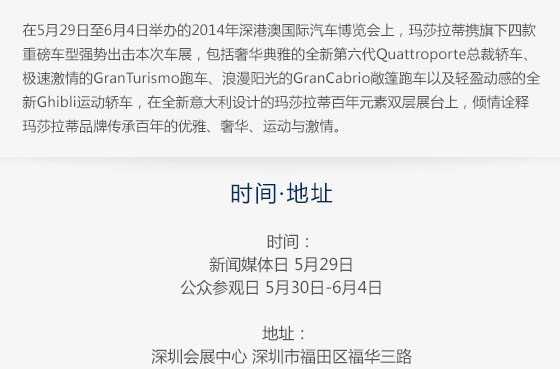 在5月29日至6月4日举办的2014年深港澳国际汽车博览会上，玛莎拉蒂携旗下四款
重磅车型强势出击本次车展，包括奢华典雅的全新第六代Quattroporte总裁轿车、
极速激情的GranTurismo跑车、浪漫阳光的GranCabrio敞篷跑车以及轻盈动感的全
新Ghibli运动轿车，在全新意大利设计的玛莎拉蒂百年元素双层展台上，倾情诠释
玛莎拉蒂品牌传承百年的优雅、奢华、运动与激情。
时间·地址
时间：
新闻媒体日 5月29日
公众参观日 5月30日-6月4日
地址：
深圳会展中心 深圳市福田区福华三路